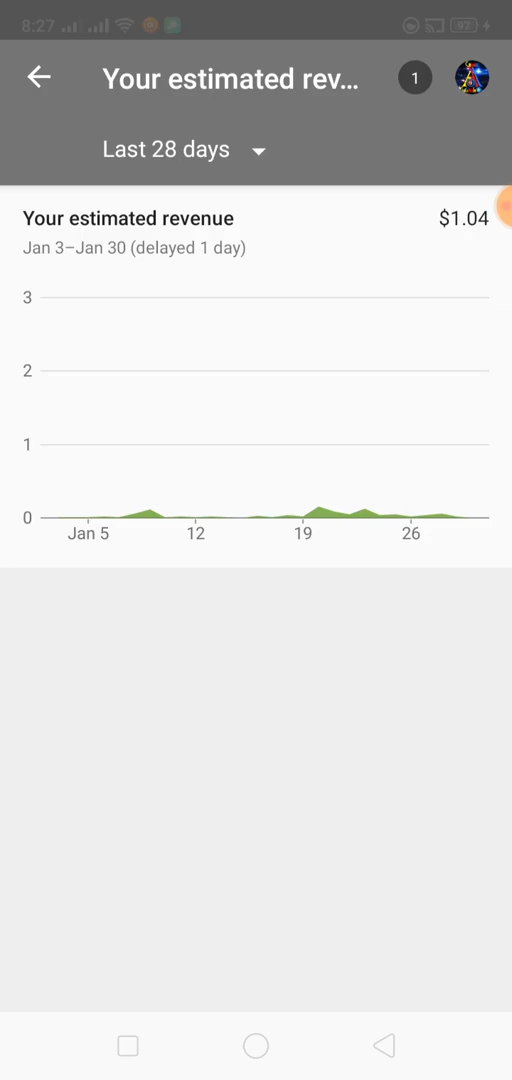 8:27
97
Your estimated rev...
1
Last 28 days
Your estimated revenue $1.04
Jan 3–Jan 30 (delayed 1 day)
3
2
1
0
Jan 5 12 19 26